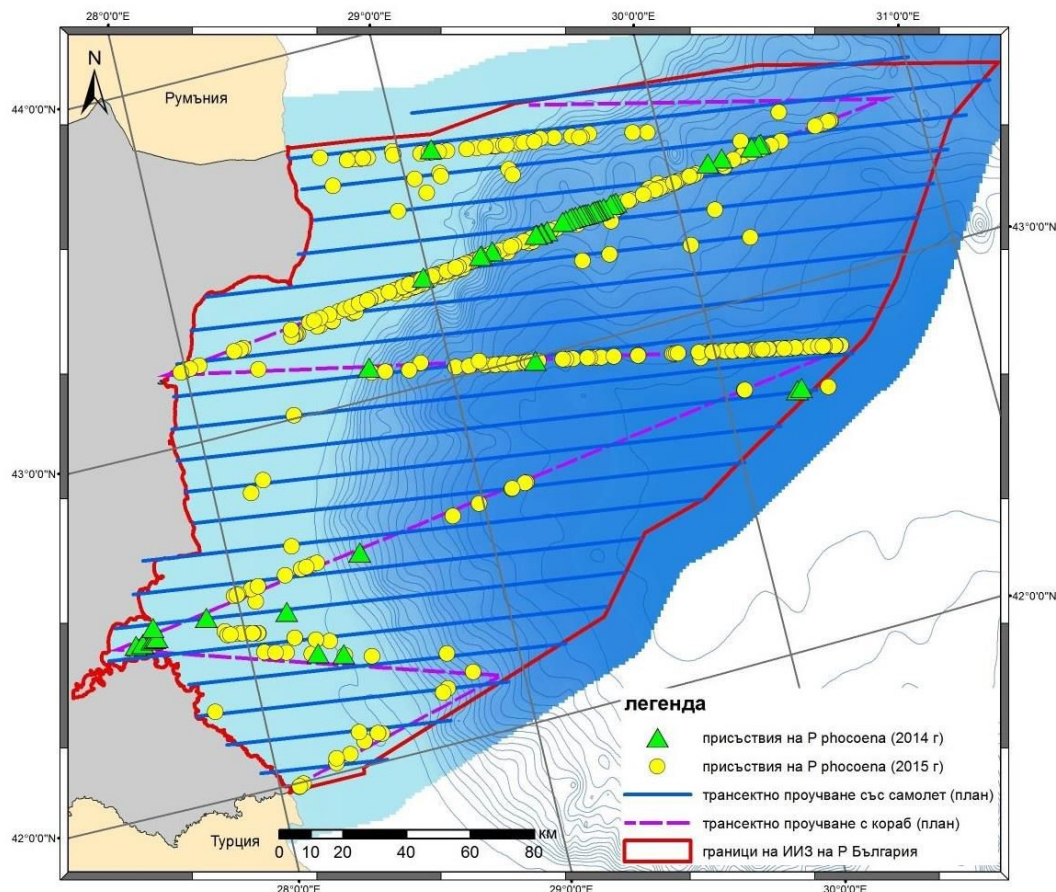 28°0'0"E 29°0'0"E 30°0'0"E 31°0'0"E
N
Румъния
44°0'0"N
43°0'0"N
43°0'0"N
42°0'0"N
легенда
присъствия на P phocoena (2014 г)
присъствия на P phocoena (2015 г)
трансектно проучване със самолет (план)
трансектно проучване с кораб (план)
граници на ИИЗ на Р България
42°0'0"N
Турция
км
0 10 20 40 60 80
28°0'0"E 29°0'0"E 30°0'0"E